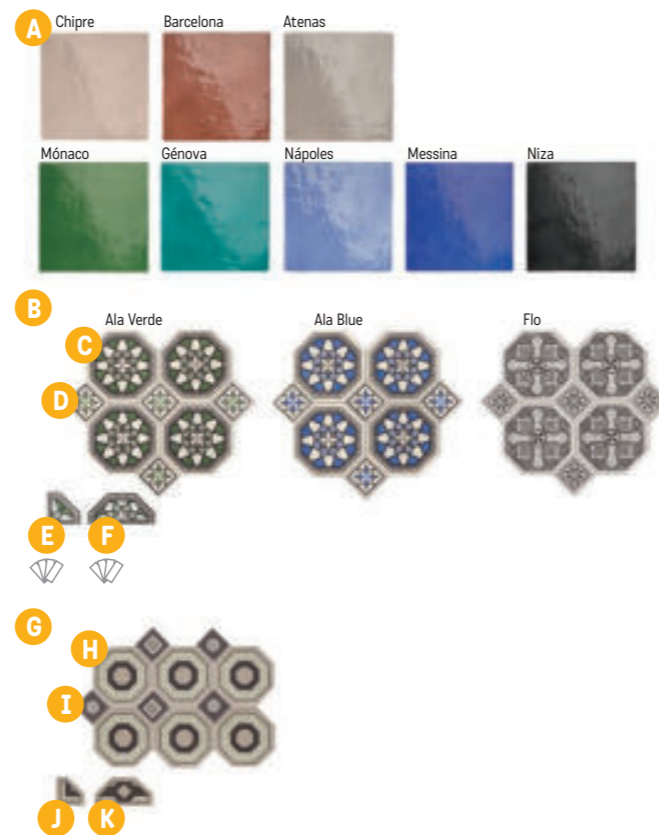 A Chipre Barcelona Atenas
Mónaco Génova Nápoles Messina Niza
B
Ala Verde Ala Blue Flo
C
D
E F
G
H
I
J K